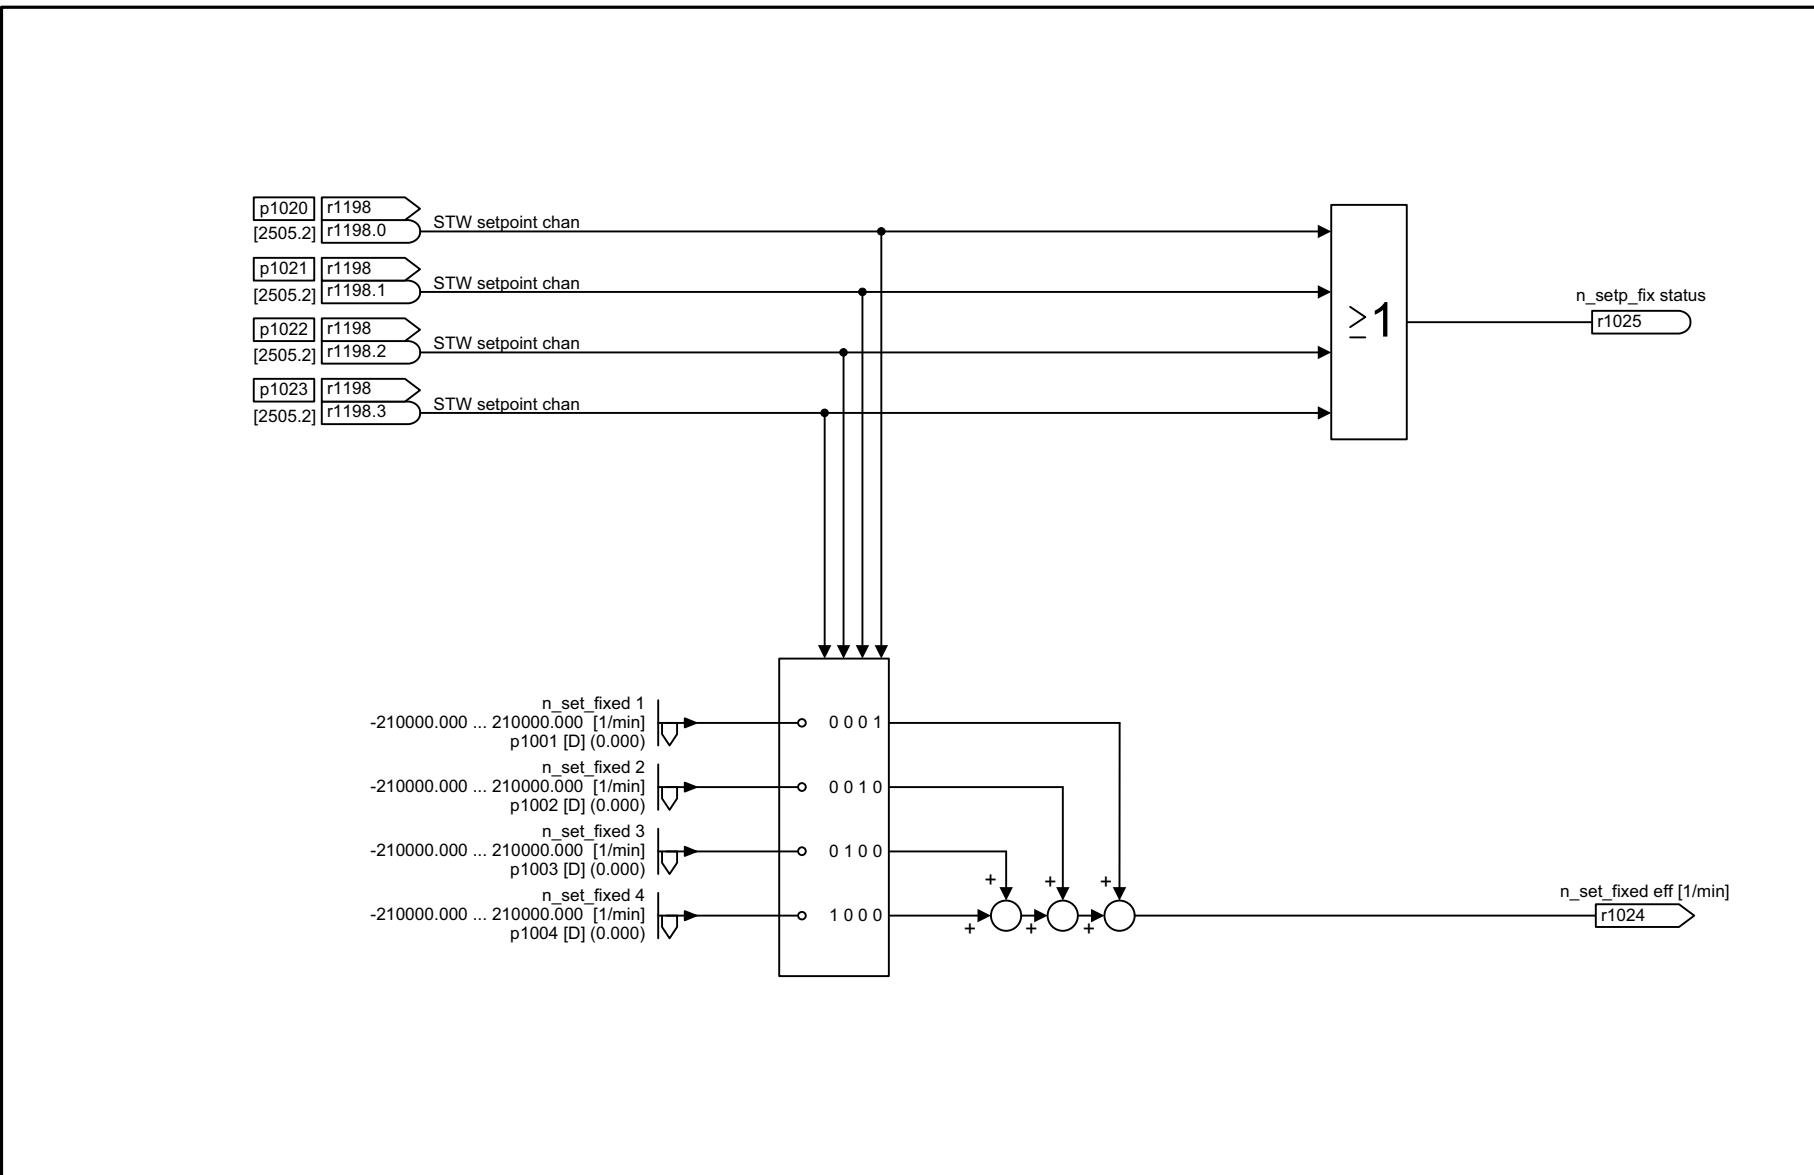 p1020 r1198
[2505.2] r1198.0 STW setpoint chan
p1021 r1198
[2505.2] r1198.1 STW setpoint chan
p1022 r1198
[2505.2] r1198.2 STW setpoint chan
p1023 r1198
[2505.2] r1198.3 STW setpoint chan
≥1
n_setp_fix status
r1025
n_set_fixed 1
-210000.000 ... 210000.000 [1/min]
p1001 [D] (0.000)
0 0 0 1
n_set_fixed 2
-210000.000 ... 210000.000 [1/min]
p1002 [D] (0.000)
0 0 1 0
n_set_fixed 3
-210000.000 ... 210000.000 [1/min]
p1003 [D] (0.000)
0 1 0 0
n_set_fixed 4
-210000.000 ... 210000.000 [1/min]
p1004 [D] (0.000)
1 0 0 0
+ + +
+ + +
n_set_fixed eff [1/min]
r1024